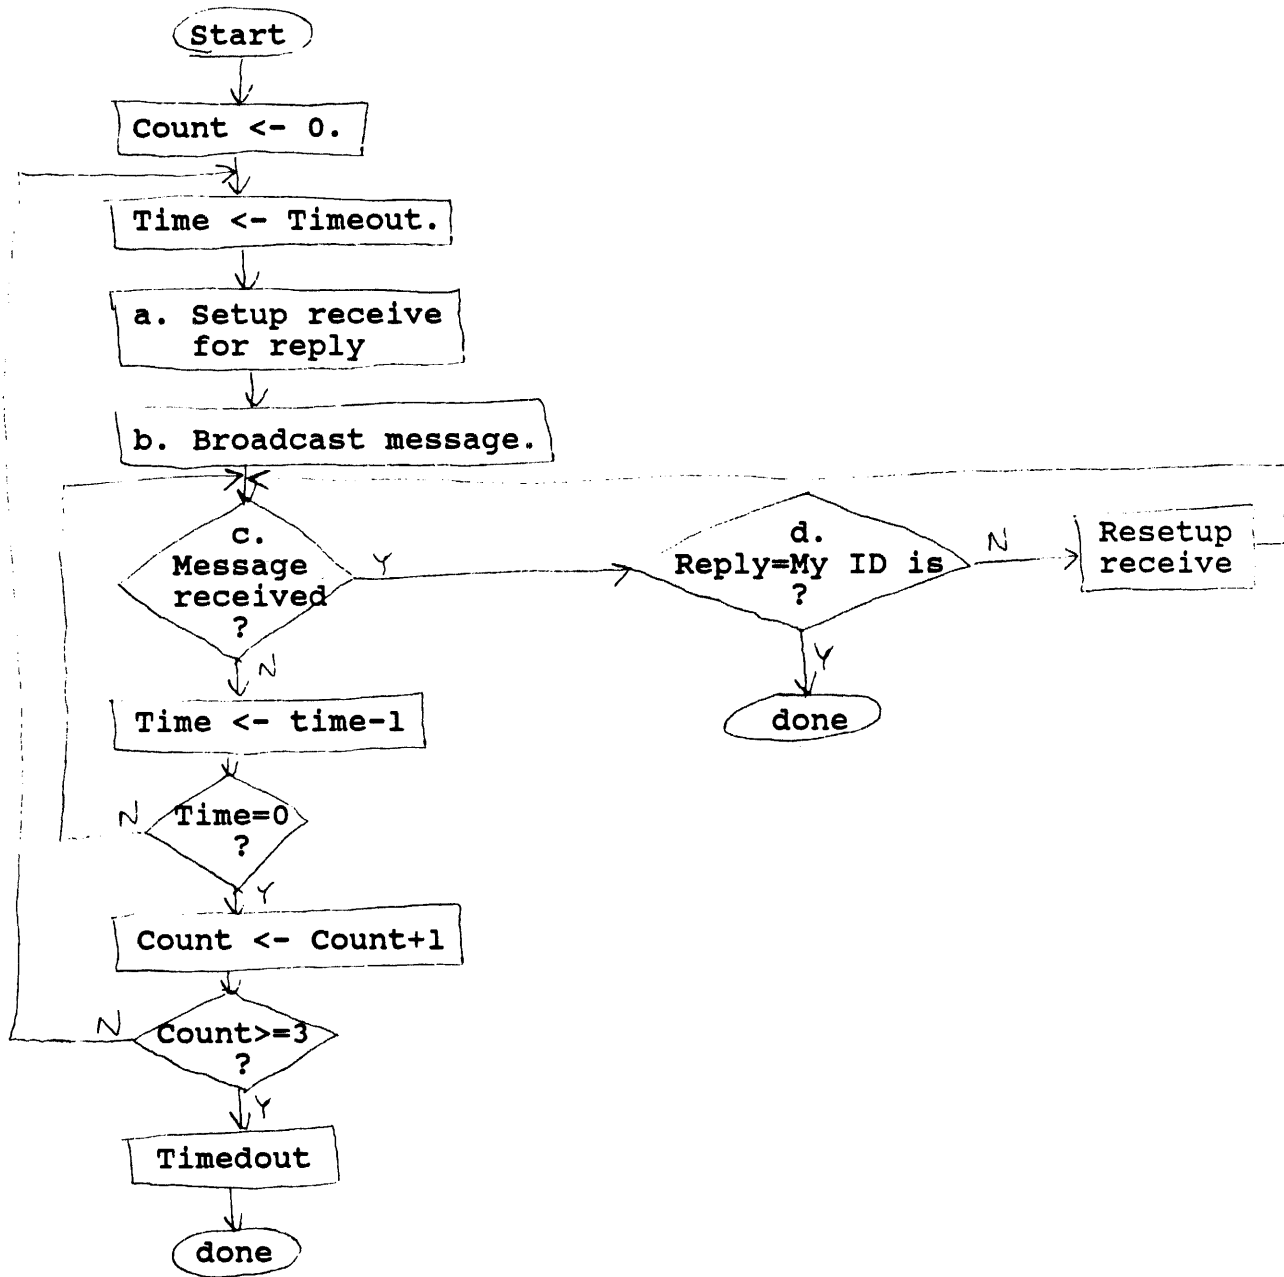 Start
Count <- 0.
Time <- Timeout.
a. Setup receive
for reply
b. Broadcast message.
c.
Message
received
?
Y
N
d.
Reply=My ID is
?
N
Y
Resetup
receive
done
Time <- time-1
Time=0
?
N
Y
Count <- Count+1
Count>=3
?
N
Y
Timedout
done